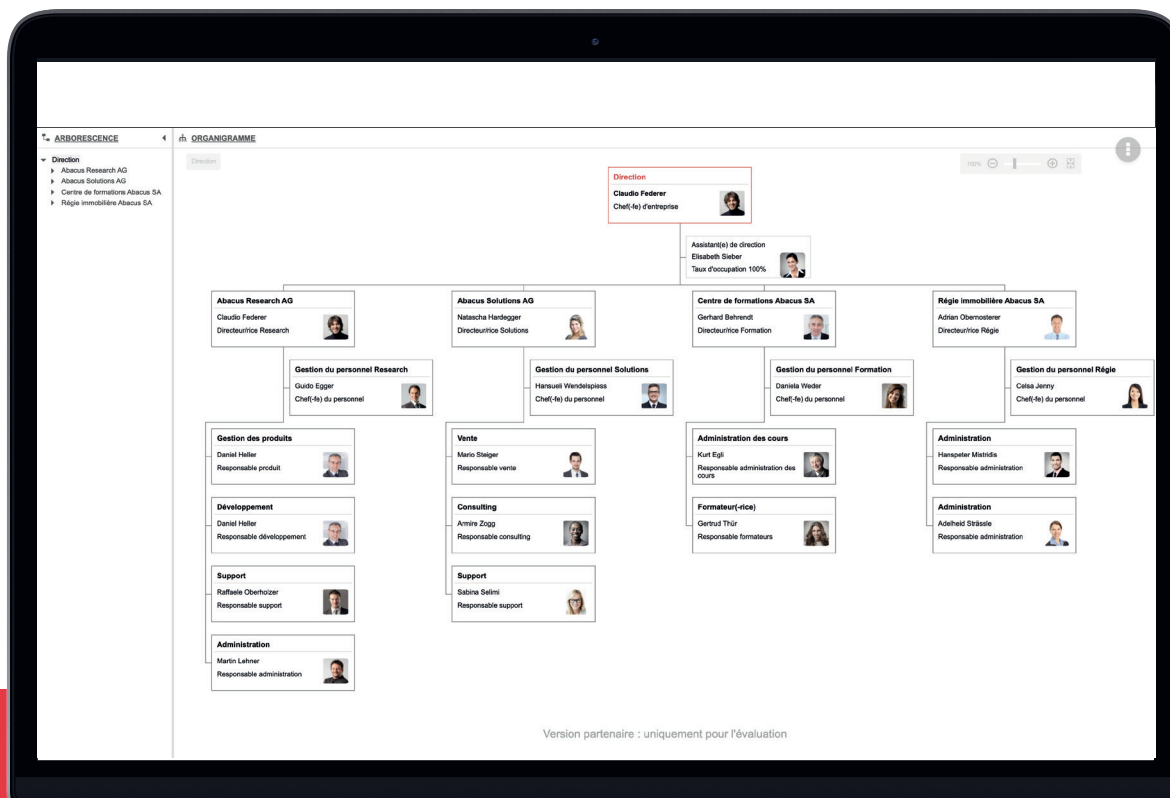 ARBORESCENCE
ORGANIGRAMME
Direction
Abacus Research AG
Abacus Solutions AG
Centre de formations Abacus SA
Régie immobilière Abacus SA
Direction
100%
Direction
Claudio Federer
Chef(-fe) d'entreprise
Assistant(e) de direction
Elisabeth Sieber
Taux d'occupation 100%
Abacus Research AG
Claudio Federer
Directeur/rice Research
Abacus Solutions AG
Natascha Hardegger
Directeur/rice Solutions
Centre de formations Abacus SA
Gerhard Behrendt
Directeur/rice Formation
Régie immobilière Abacus SA
Adrian Obernosterer
Directeur/rice Régie
Gestion du personnel Research
Guido Egger
Chef(-fe) du personnel
Gestion du personnel Solutions
Hansueli Wendelspiess
Chef(-fe) du personnel
Gestion du personnel Formation
Daniela Weder
Chef(-fe) du personnel
Gestion du personnel Régie
Celsa Jenny
Chef(-fe) du personnel
Gestion des produits
Daniel Heller
Responsable produit
Vente
Mario Steiger
Responsable vente
Administration des cours
Kurt Egli
Responsable administration des
cours
Administration
Hanspeter Mistridis
Responsable administration
Développement
Daniel Heller
Responsable développement
Consulting
Armire Zogg
Responsable consulting
Formateur(-rice)
Gertrud Thür
Responsable formateurs
Administration
Adelheid Strässle
Responsable administration
Support
Raffaele Oberholzer
Responsable support
Support
Sabina Selimi
Responsable support
Administration
Martin Lehner
Responsable administration
Version partenaire : uniquement pour l'évaluation